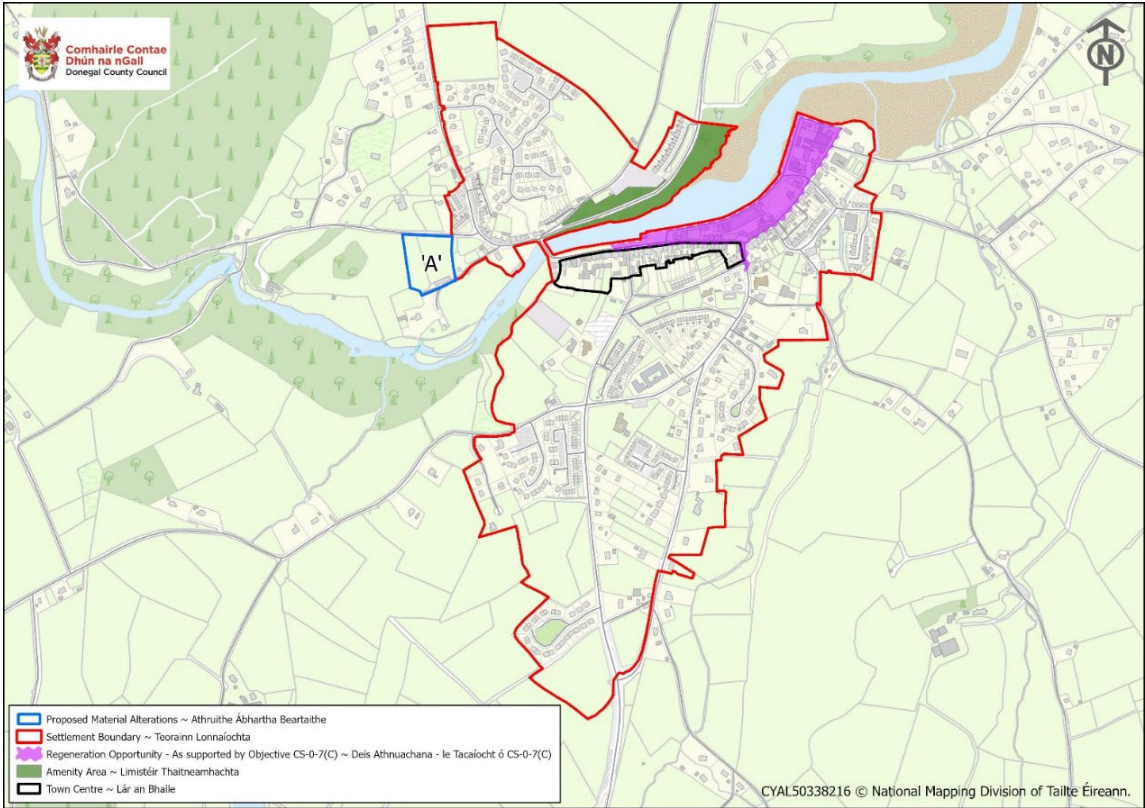 Comhairle Contae
Dhún na nGall
Donegal County Council
N
'A'
Proposed Material Alterations ~ Athruithe Ábhartha Beartaithe
Settlement Boundary ~ Teorainn Lonnaíochta
Regeneration Opportunity - As supported by Objective CS-0-7(C) ~ Deis Athnuachana - le Tacaíocht ó CS-0-7(C)
Amenity Area ~ Limistéir Thaitneamhachta
Town Centre ~ Lár an Bhaile
CYAL50338216 © National Mapping Division of Tailte Éireann.